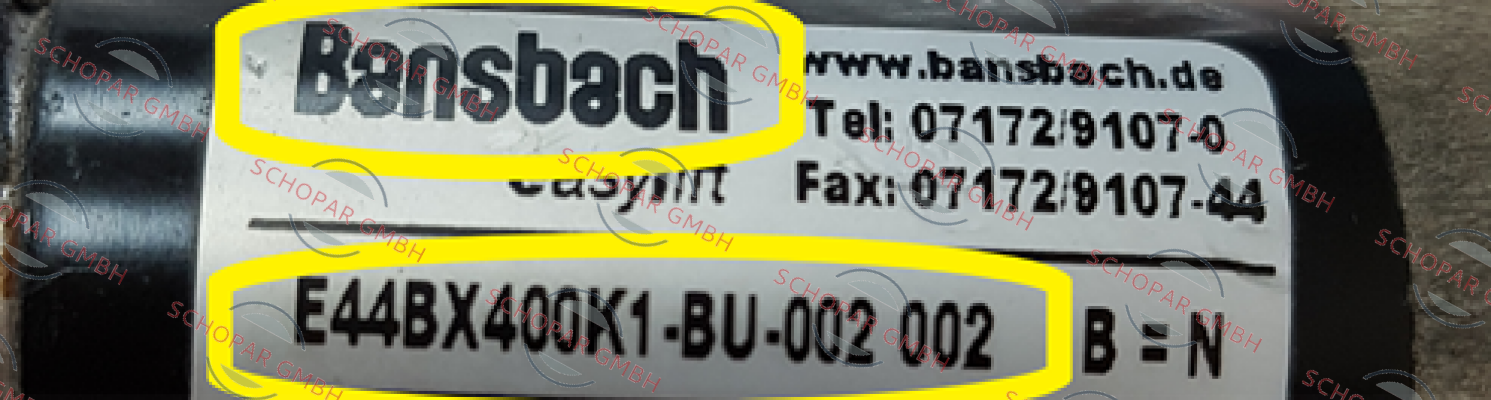 Bansbach
www.bansbach.de
Tel: 07172/9107-0
easylift
Fax: 07172/9107-44
E44BX400K1-BU-002 002 B = N
SCHOPAR GMBH